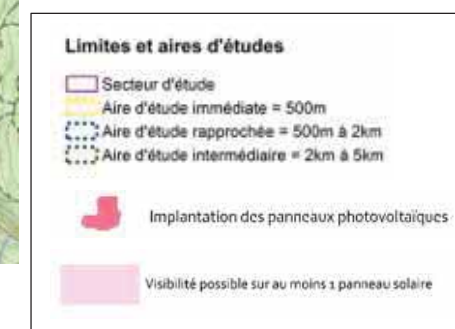 Limites et aires d'études
Secteur d'étude
Aire d'étude immédiate = 500m
Aire d'étude rapprochée = 500m à 2km
Aire d'étude intermédiaire = 2km à 5km
Implantation des panneaux photovoltaïques
Visibilité possible sur au moins 1 panneau solaire